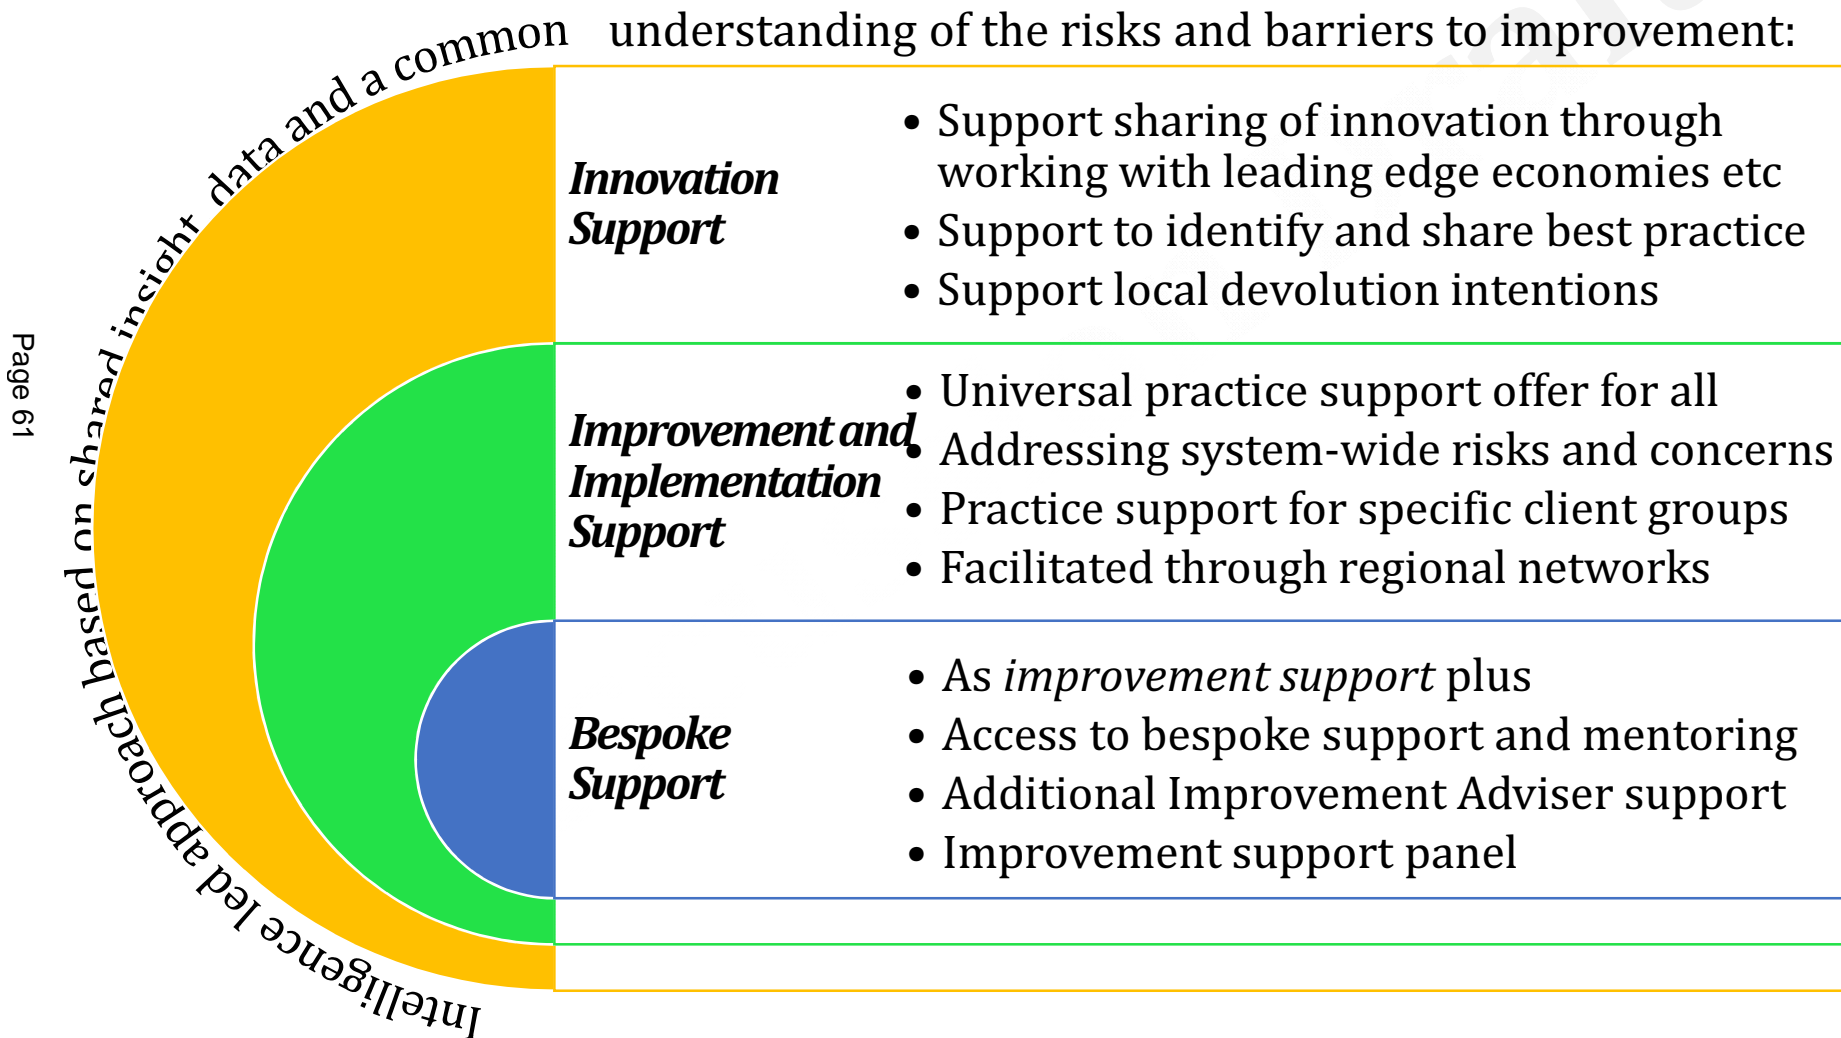 Intelligence led approach based on shared insight, data and a common understanding of the risks and barriers to improvement:
Innovation
Support
• Support sharing of innovation through
working with leading edge economies etc
• Support to identify and share best practice
• Support local devolution intentions
Improvement and
Implementation
Support
• Universal practice support offer for all
• Addressing system-wide risks and concerns
• Practice support for specific client groups
• Facilitated through regional networks
Bespoke
Support
• As improvement support plus
• Access to bespoke support and mentoring
• Additional Improvement Adviser support
• Improvement support panel
Page 61